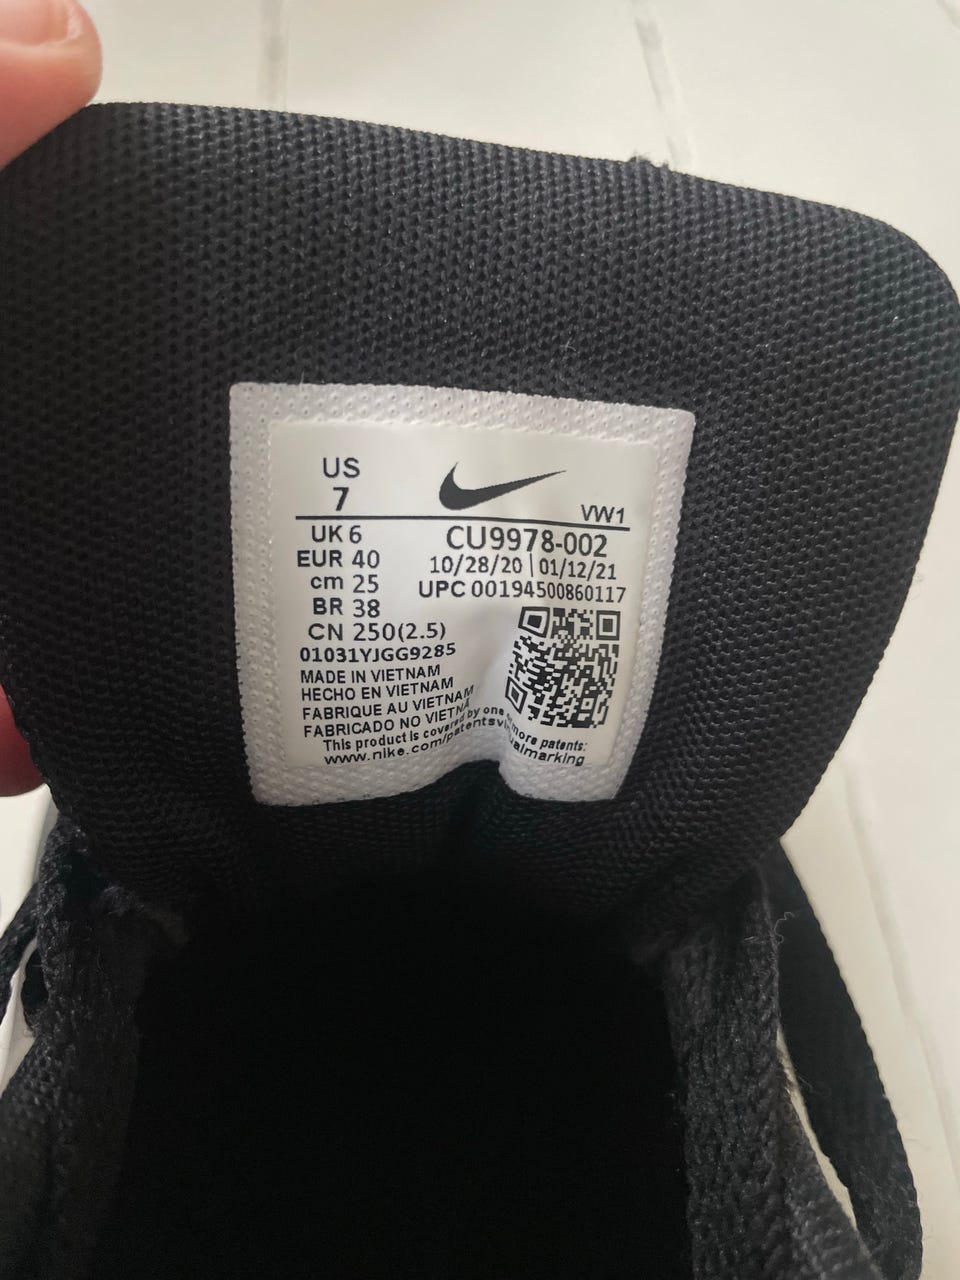 US
7
VW1
UK 6
EUR 40
cm 25
BR 38
CN 250(2.5)
CU9978-002
10/28/20 | 01/12/21
UPC 00194500860117
01031YJGG9285
MADE IN VIETNAM
HECHO EN VIETNAM
FABRIQUE AU VIETNAM
FABRICADO NO VIETNA
This product is covered by one or more patents:
www.nike.com/patentsvirtualmarking